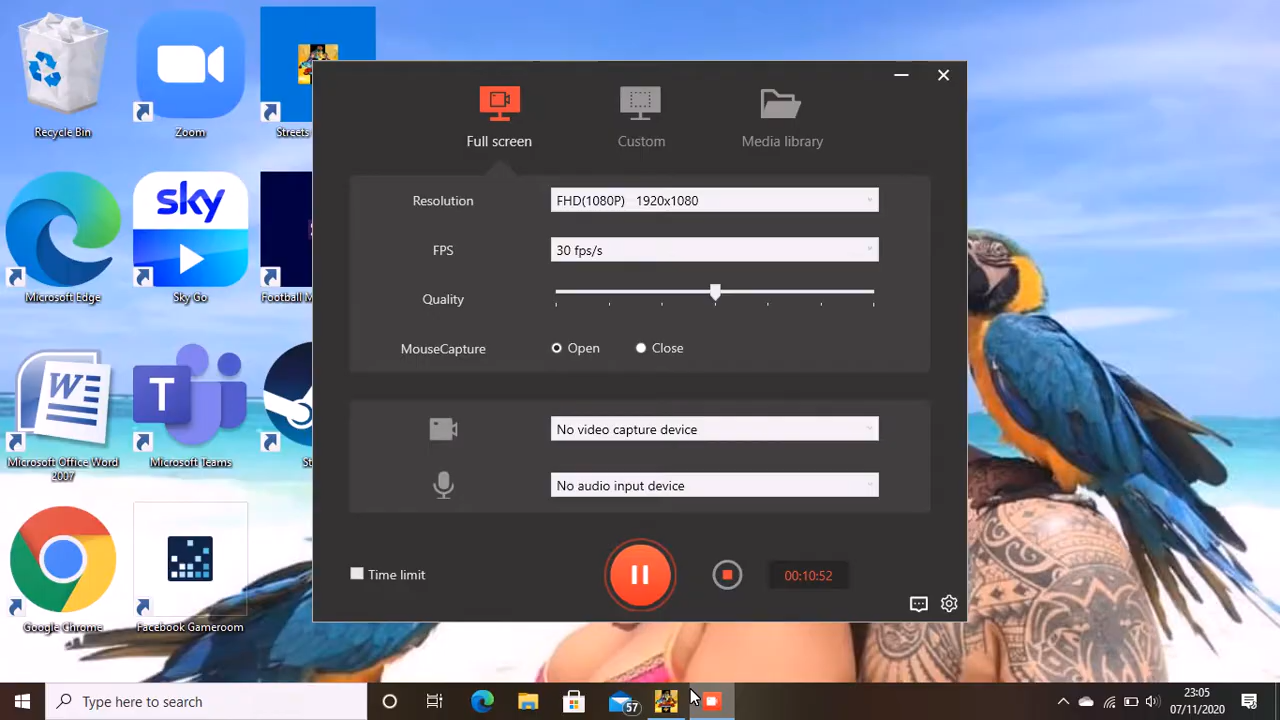 Full screen
Custom
Media library
Resolution
FHD(1080P) 1920x1080
FPS
30 fps/s
Quality
MouseCapture
Open
Close
No video capture device
No audio input device
Time limit
00:10:52
Recycle Bin
Zoom
Streets
Microsoft Edge
sky
Sky Go
Football M
W
Microsoft Office Word
2007
T
Microsoft Teams
St
Google Chrome
Facebook Gameroom
Type here to search
57
23:05
07/11/2020